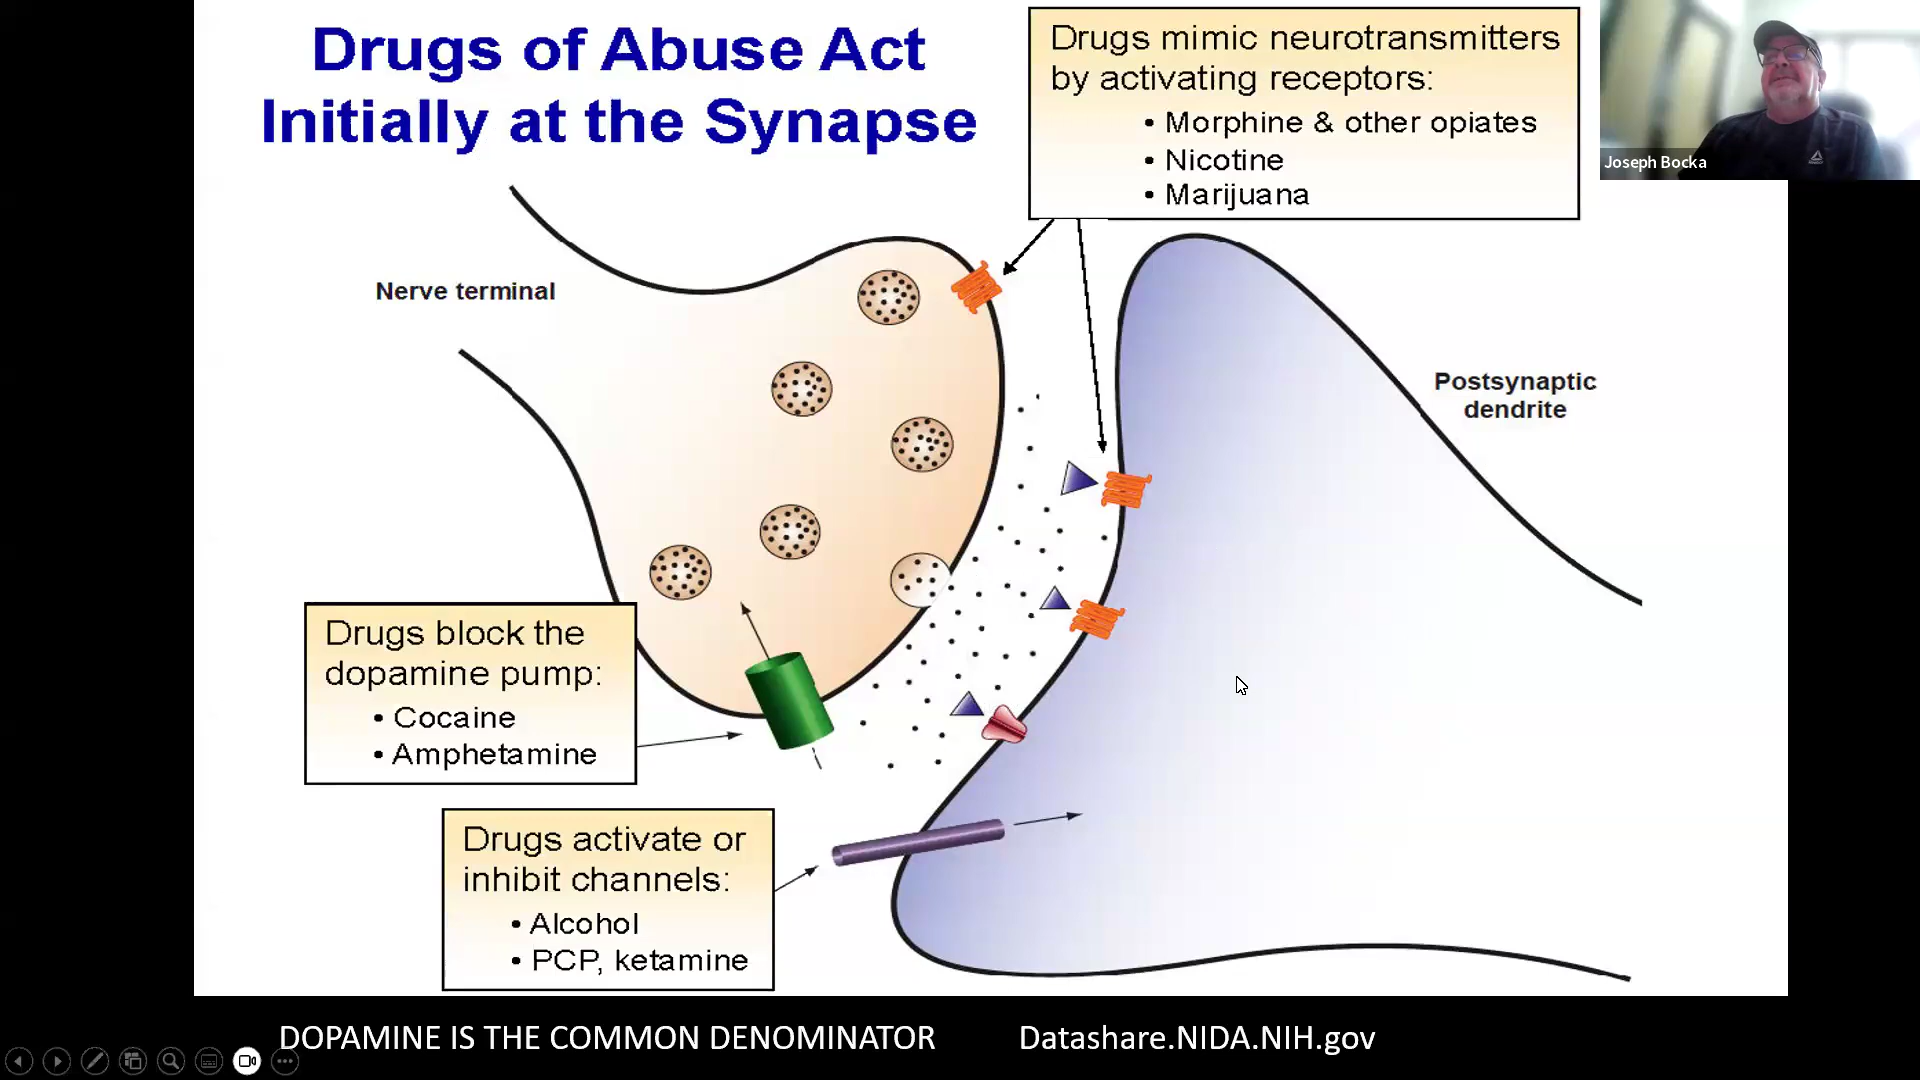 Drugs of Abuse Act
Initially at the Synapse
Drugs mimic neurotransmitters
by activating receptors:
• Morphine & other opiates
• Nicotine
• Marijuana
Joseph Bocka
Nerve terminal
Postsynaptic
dendrite
Drugs block the
dopamine pump:
• Cocaine
• Amphetamine
Drugs activate or
inhibit channels:
• Alcohol
• PCP, ketamine
DOPAMINE IS THE COMMON DENOMINATOR
Datashare.NIDA.NIH.gov